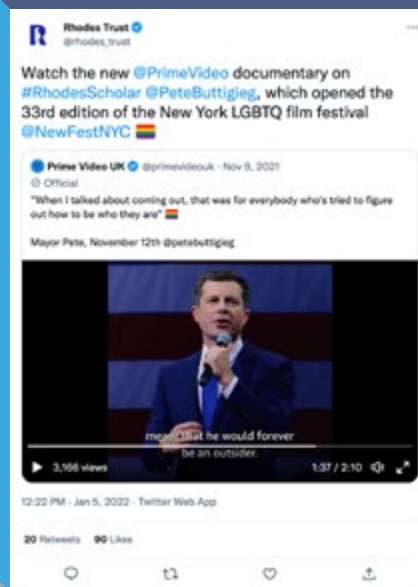 Rhodes Trust
@rhodes_trust
Watch the new @PrimeVideo documentary on
#RhodesScholar @PeteButtigieg, which opened the
33rd edition of the New York LGBTQ film festival
@NewFestNYC
Prime Video UK @primevideouk · Nov 9, 2021
Official
"When I talked about coming out, that was for everybody who's tried to figure
out how to be who they are"
Mayor Pete, November 12th @petebuttigieg
meant that he would forever
be an outsider.
3,166 views
1:37 / 2:10
12:22 PM · Jan 5, 2022 · Twitter Web App
20 Retweets 90 Likes